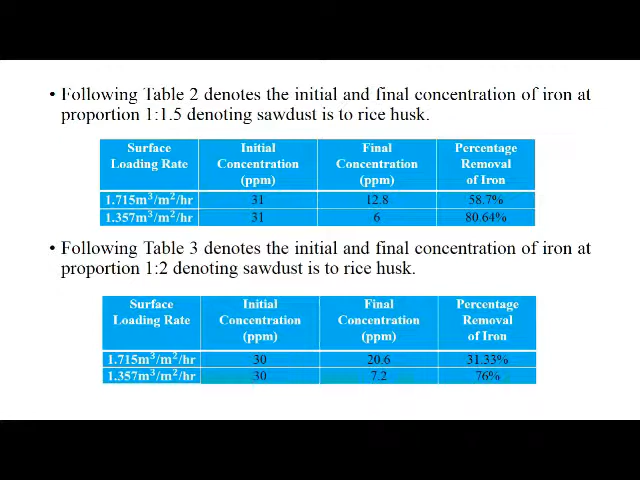 • Following Table 2 denotes the initial and final concentration of iron at
proportion 1:1.5 denoting sawdust is to rice husk.
Surface Loading Rate Initial Concentration (ppm) Final Concentration (ppm) Percentage Removal of Iron
1.715m³/m²/hr 31 12.8 58.7%
1.357m³/m²/hr 31 6 80.64%
• Following Table 3 denotes the initial and final concentration of iron at
proportion 1:2 denoting sawdust is to rice husk.
Surface Loading Rate Initial Concentration (ppm) Final Concentration (ppm) Percentage Removal of Iron
1.715m³/m²/hr 30 20.6 31.33%
1.357m³/m²/hr 30 7.2 76%